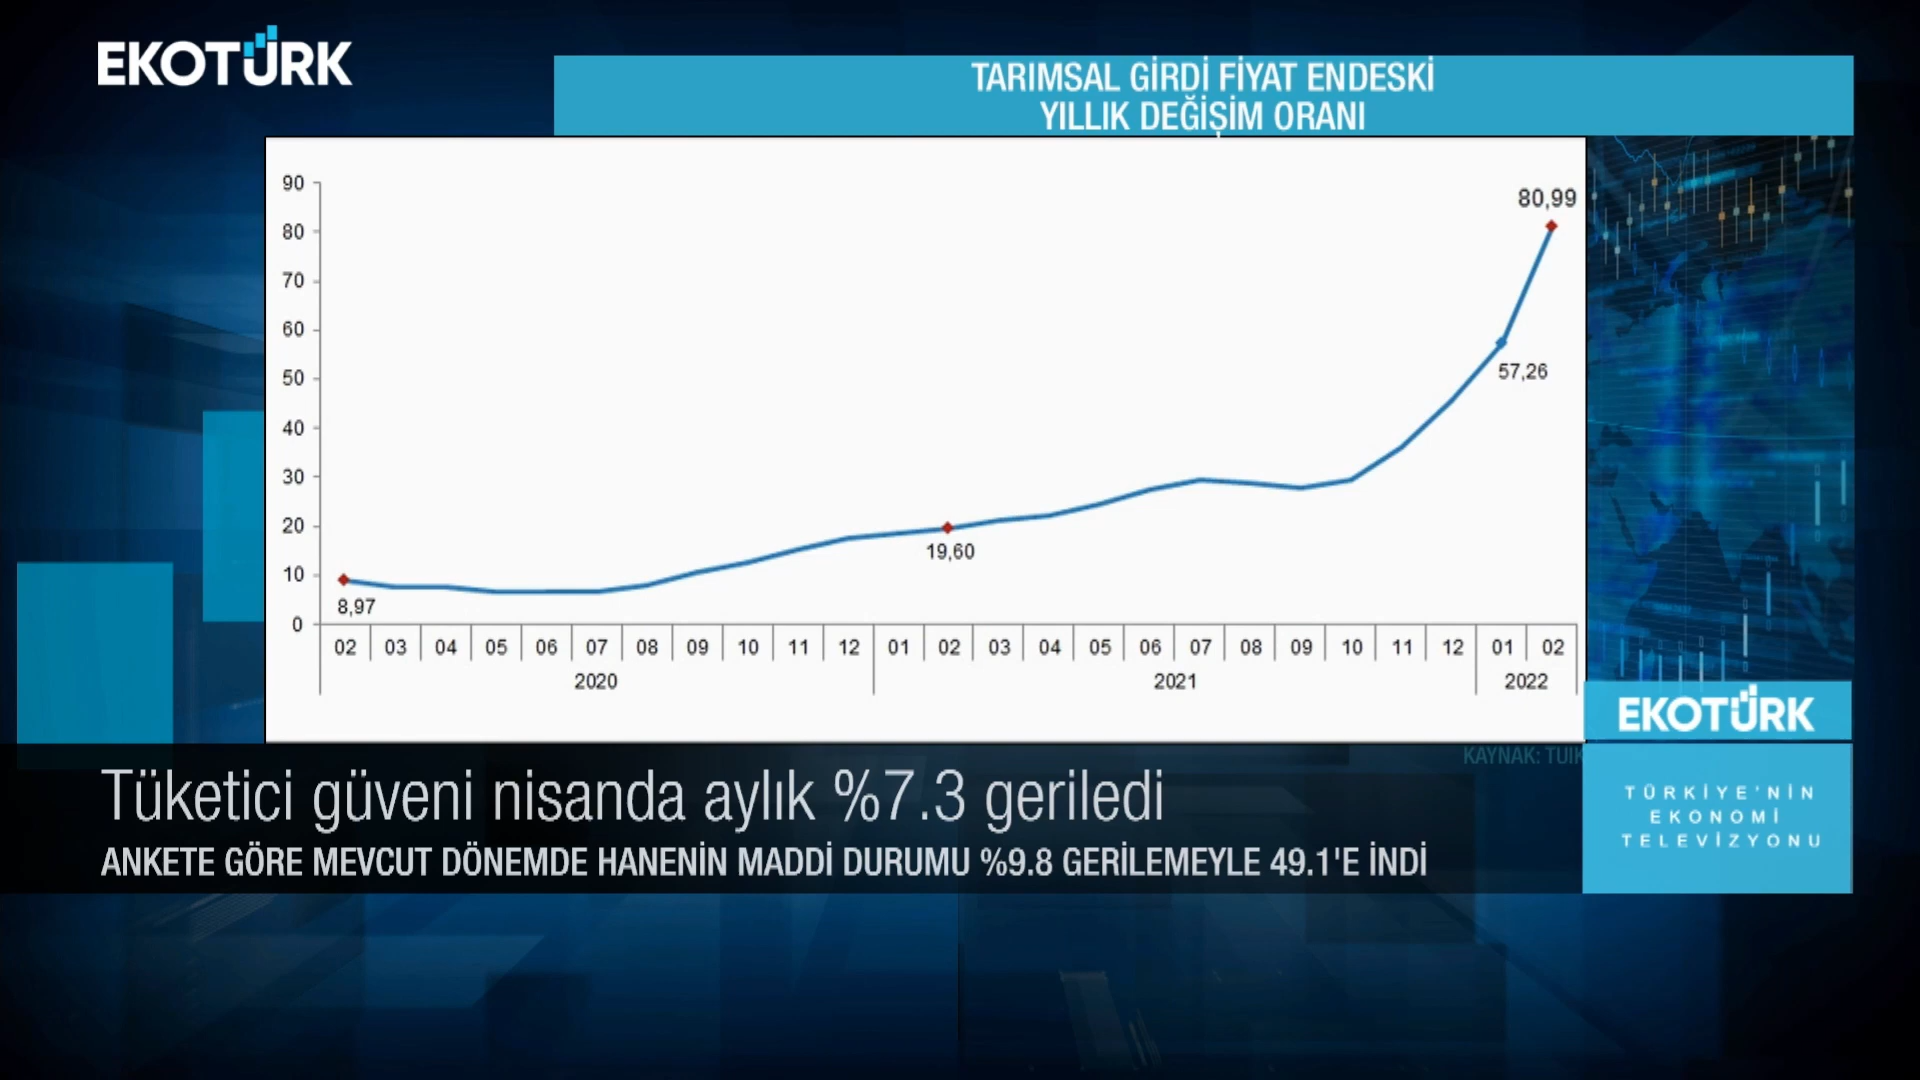 EKOTÜRK
TARIMSAL GİRDİ FİYAT ENDESKİ
YILLIK DEĞİŞİM ORANI
90
80
70
60
50
40
30
20
10
0
80,99
57,26
19,60
8,97
02 03 04 05 06 07 08 09 10 11 12 01 02 03 04 05 06 07 08 09 10 11 12 01 02
2020 2021 2022
EKOTÜRK
KAYNAK: TUIK
Tüketici güveni nisanda aylık %7.3 geriledi
ANKETE GÖRE MEVCUT DÖNEMDE HANENİN MADDİ DURUMU %9.8 GERİLEMEYLE 49.1'E İNDİ
TÜRKİYE'NİN
EKONOMİ
TELEVİZYONU